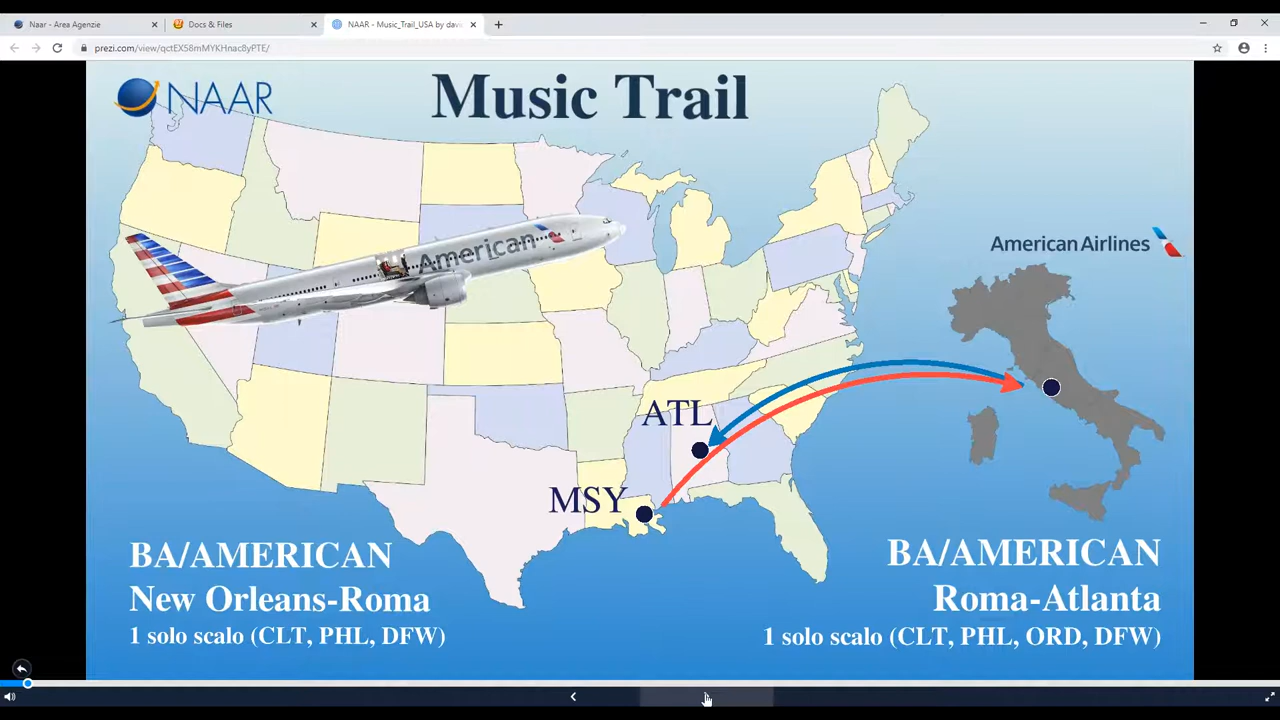 Naar - Area Agenzie
Docs & Files
NAAR - Music_Trail_USA by dav
prezi.com/view/qctEX58mMYKHnac8yPTE/
NAAR
Music Trail
American
American Airlines
ATL
MSY
BA/AMERICAN
New Orleans-Roma
1 solo scalo (CLT, PHL, DFW)
BA/AMERICAN
Roma-Atlanta
1 solo scalo (CLT, PHL, ORD, DFW)